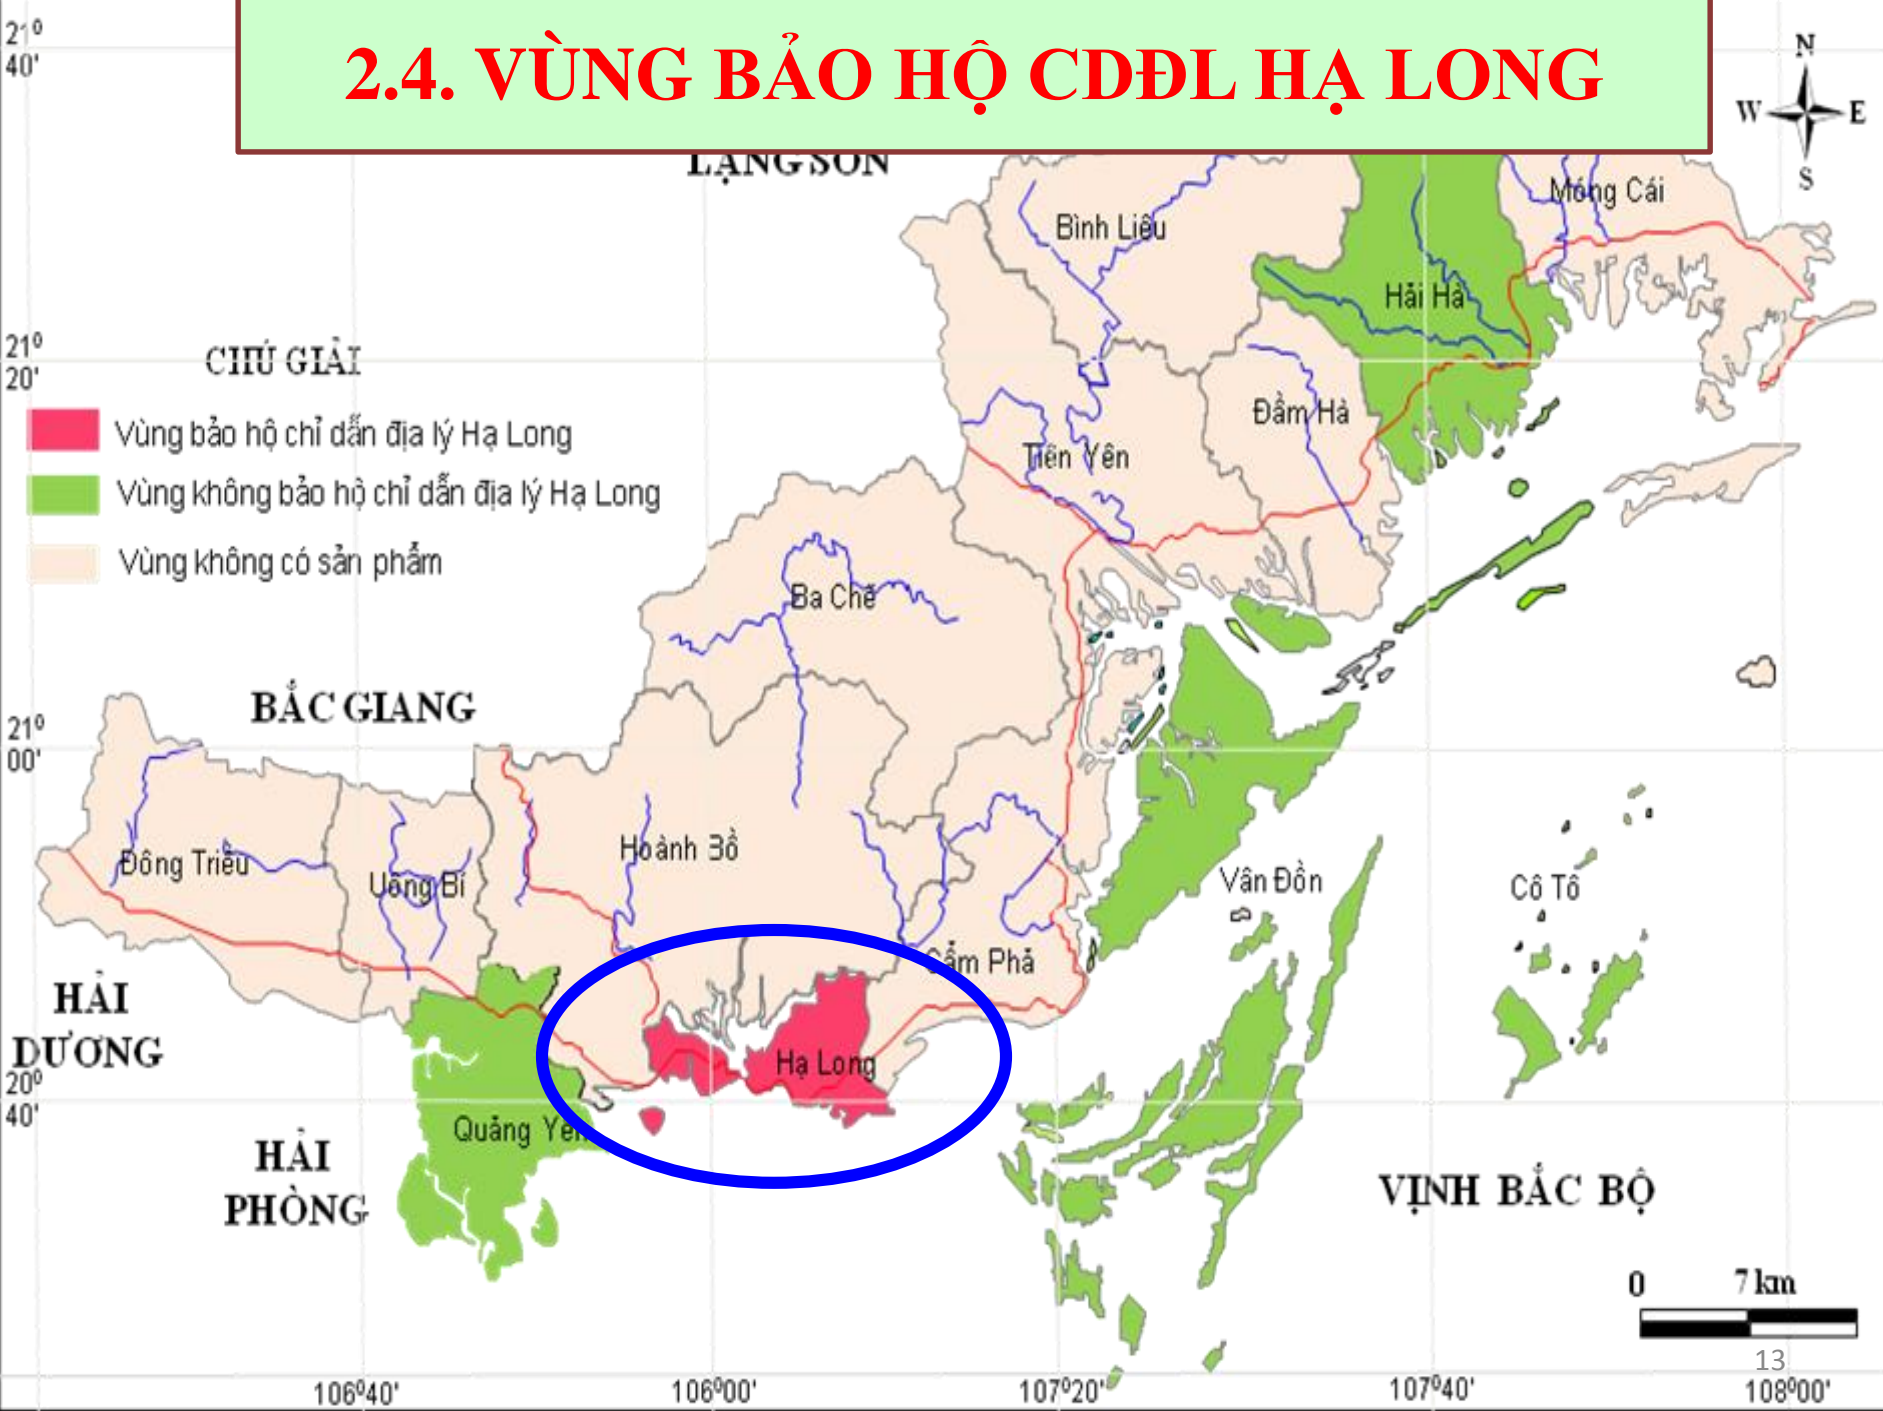 2.4. VÙNG BẢO HỘ CDĐL HẠ LONG
21⁰
40'
N
W
E
S
LẠNG SƠN
Móng Cái
Bình Liêu
Hải Hà
21⁰
20'
CHÚ GIẢI
Vùng bảo hộ chỉ dẫn địa lý Hạ Long
Vùng không bảo hộ chỉ dẫn địa lý Hạ Long
Vùng không có sản phẩm
Đầm Hà
Tiên Yên
Ba Chẽ
BẮC GIANG
21⁰
00'
Hoành Bồ
Đông Triều
Uông Bí
Vân Đồn
Cô Tô
Cẩm Phả
HẢI
DƯƠNG
Hạ Long
20⁰
40'
Quảng Yên
HẢI
PHÒNG
VỊNH BẮC BỘ
0
7 km
13
106⁰40'
106⁰00'
107⁰20'
107⁰40'
108⁰00'